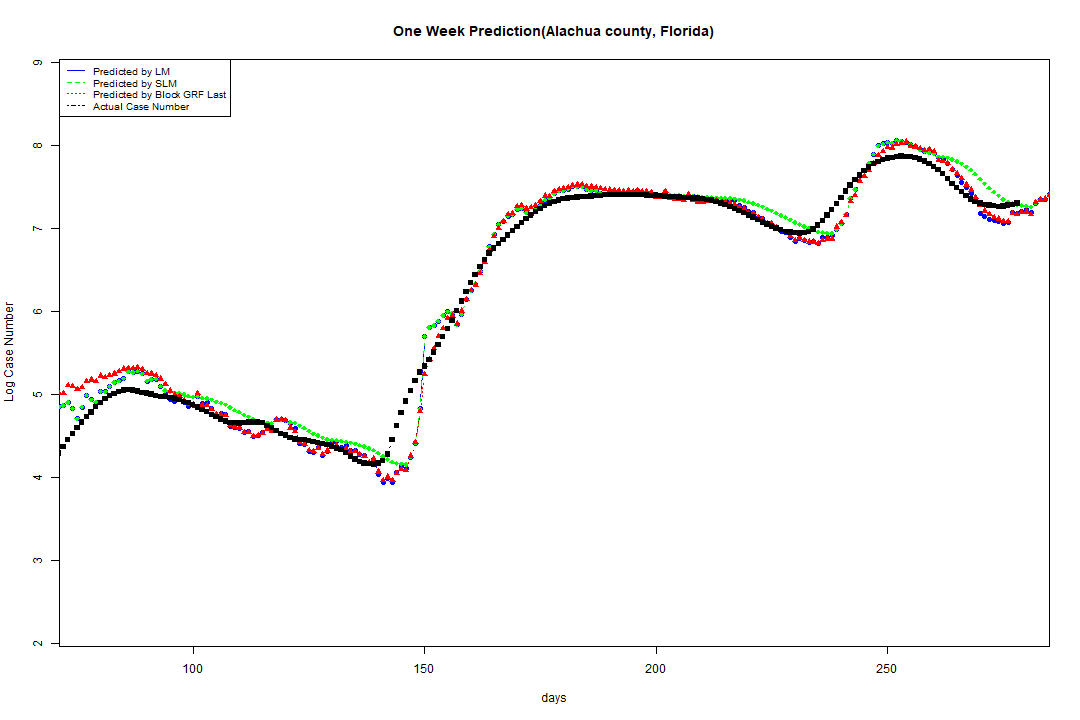 One Week Prediction(Alachua county, Florida)
Predicted by LM
Predicted by SLM
Predicted by Block GRF Last
Actual Case Number
9
8
7
6
5
4
3
2
Log Case Number
100 150 200 250
days